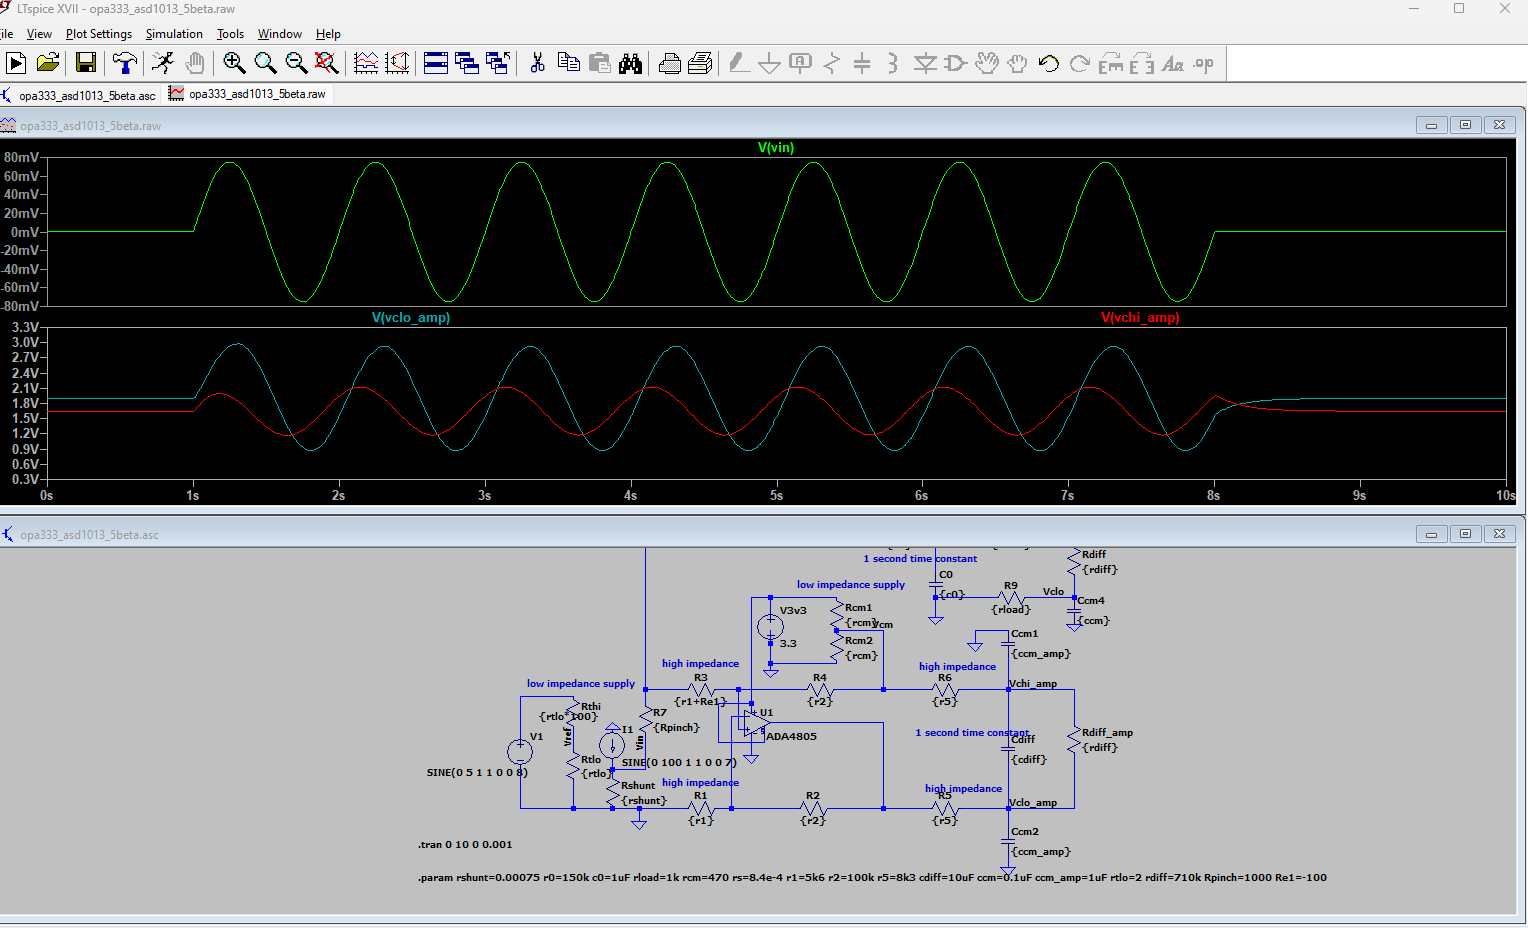 LTspice XVII - opa333_asd1013_5beta.raw
ile View Plot Settings Simulation Tools Window Help
opa333_asd1013_5beta.asc opa333_asd1013_5beta.raw
opa333_asd1013_5beta.raw
V(vin)
80mV
60mV
40mV
20mV
0mV
-20mV
-40mV
-60mV
-80mV
V(vclo_amp) V(vchi_amp)
3.3V
3.0V
2.7V
2.4V
2.1V
1.8V
1.5V
1.2V
0.9V
0.6V
0.3V
0s 1s 2s 3s 4s 5s 6s 7s 8s 9s 10s
opa333_asd1013_5beta.asc
1 second time constant
Rdiff
{rdiff}
low impedance supply
C0
{c0}
R9
{rload}
Vclo
Ccm4
{ccm}
V3v3
3.3
Rcm1
{rcm}
Vcm
Rcm2
{rcm}
Ccm1
{ccm_amp}
high impedance
R3
{r1+Re1}
R4
{r2}
high impedance
R6
{r5}
Vchi_amp
low impedance supply
Rthi
{rtlo*100}
Vref
V1
SINE(0 5 1 1 0 0 8)
Rtlo
{rtlo}
I1
SINE(0 100 1 1 0 0 7)
Vin
R7
{Rpinch}
U1
ADA4805
1 second time constant
Cdiff
{cdiff}
Rdiff_amp
{rdiff}
Rshunt
{rshunt}
high impedance
R1
{r1}
R2
{r2}
high impedance
R5
{r5}
Vclo_amp
Ccm2
{ccm_amp}
.tran 0 10 0 0.001
.param rshunt=0.00075 r0=150k c0=1uF rload=1k rcm=470 rs=8.4e-4 r1=5k6 r2=100k r5=8k3 cdiff=10uF ccm=0.1uF ccm_amp=1uF rtlo=2 rdiff=710k Rpinch=1000 Re1=-100